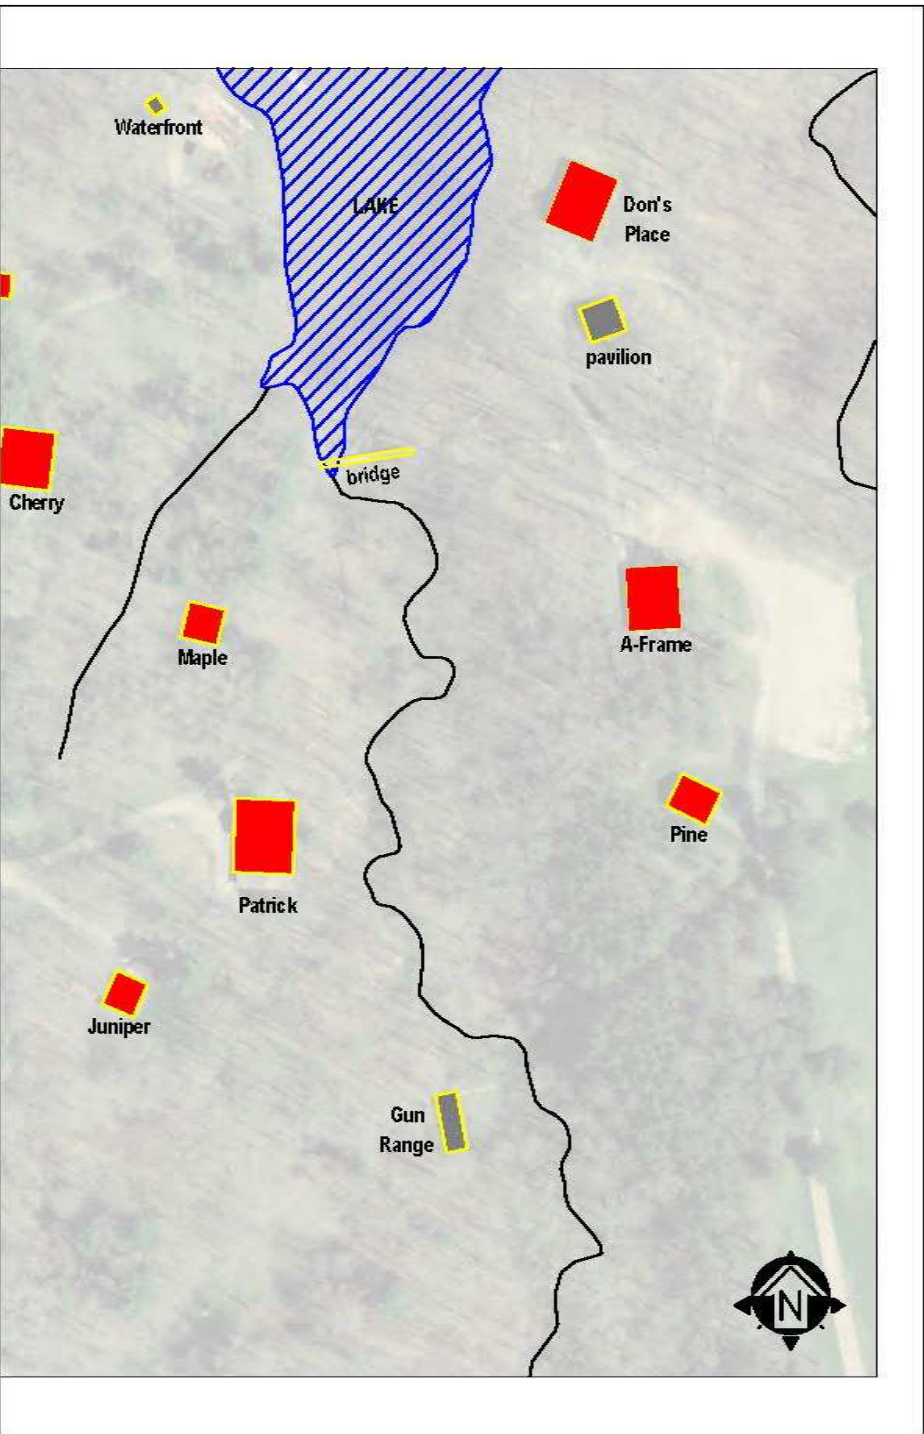 Waterfront
LAKE
Don's
Place
pavilion
bridge
Cherry
A-Frame
Maple
Pine
Patrick
Juniper
Gun
Range
N